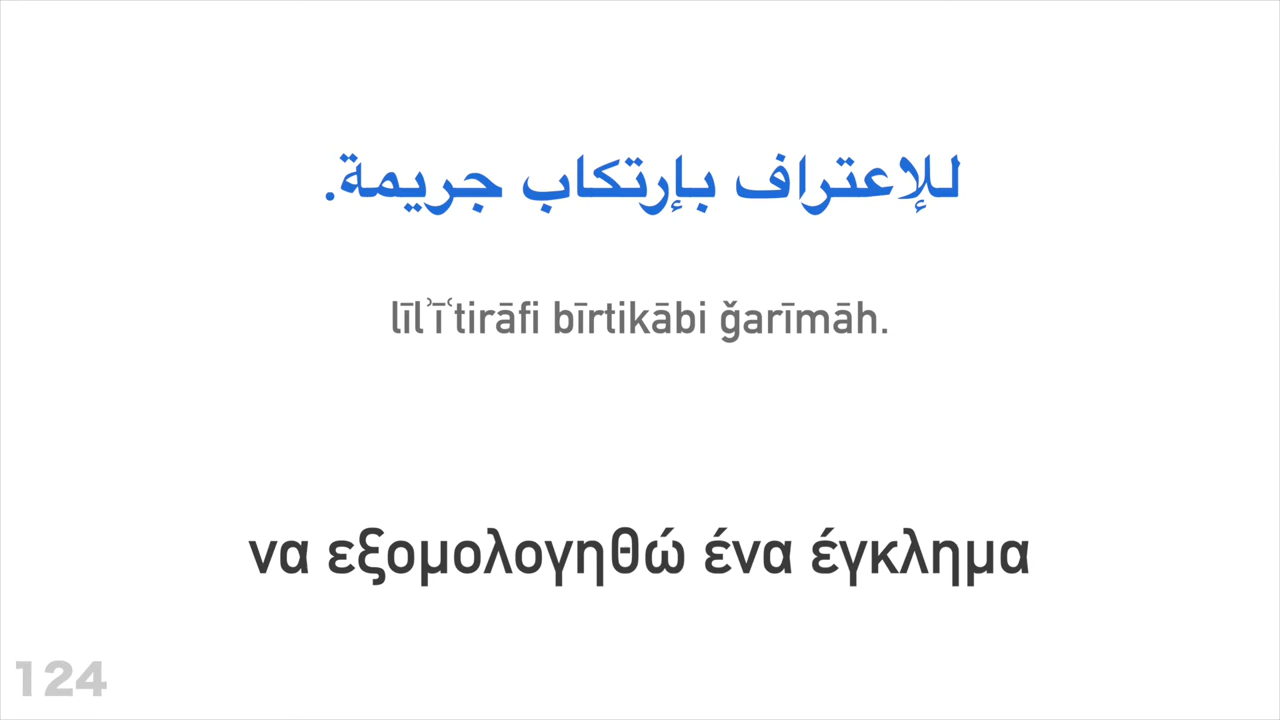 للإعتراف بإرتكاب جريمة.
līlʾīʿtirāfi bīrtikābi ǧarīmāh.
να εξομολογηθώ ένα έγκλημα
124